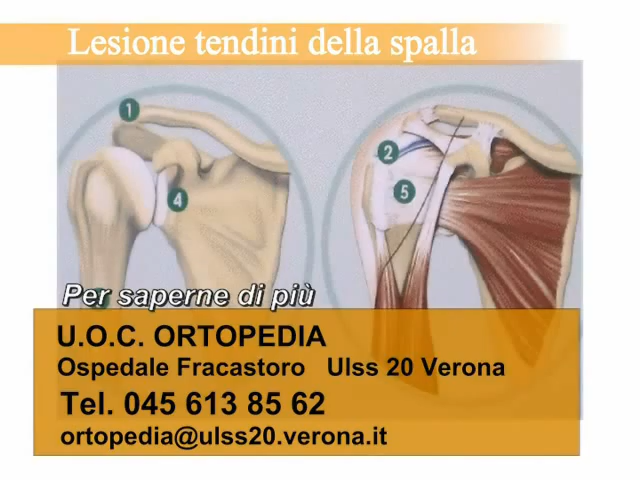 Lesione tendini della spalla
1
2
4
5
Per saperne di più
U.O.C. ORTOPEDIA
Ospedale Fracastoro Ulss 20 Verona
Tel. 045 613 85 62
ortopedia@ulss20.verona.it